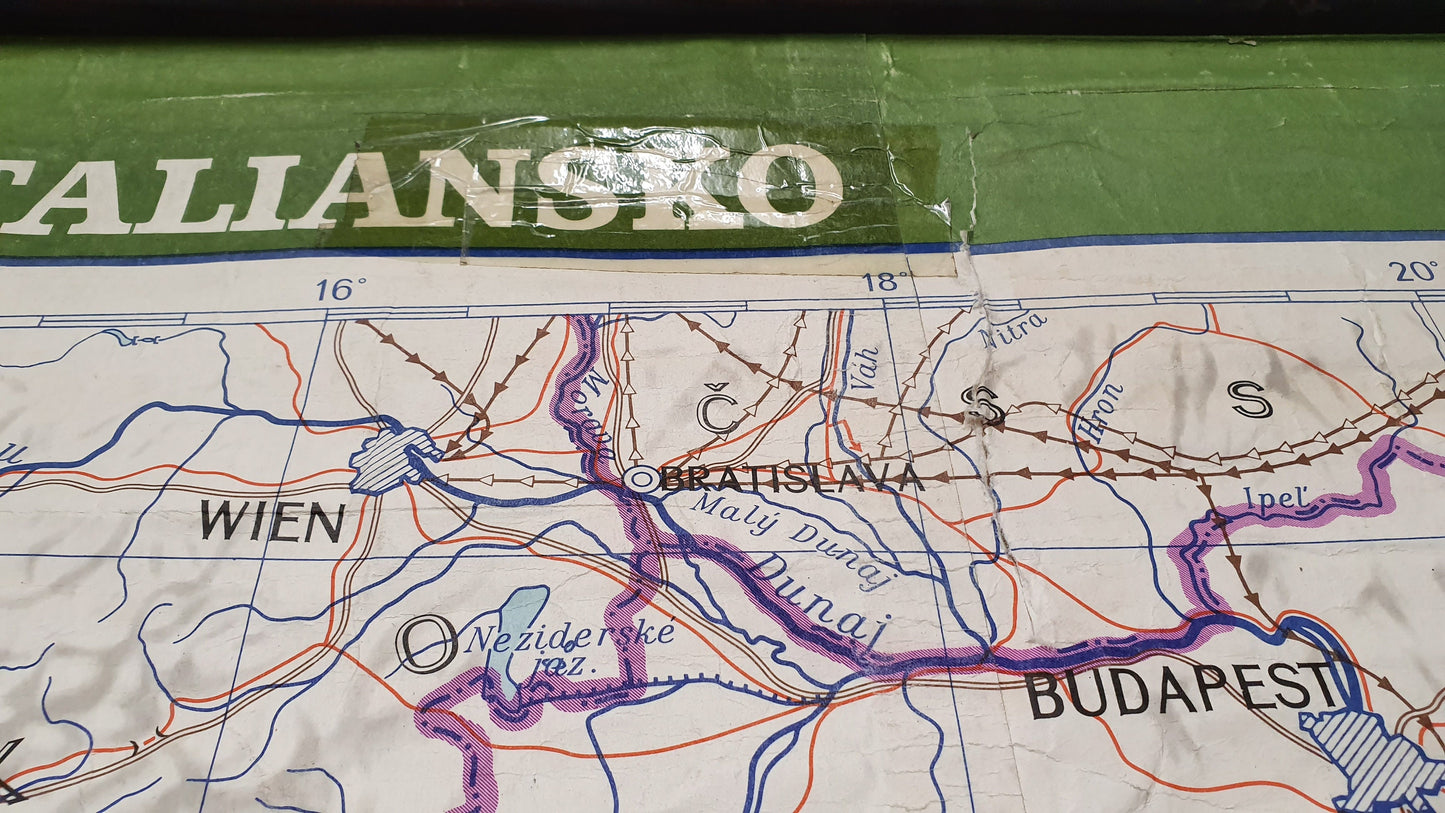 TALIANSKO
16°
18°
20°
Nitra
Váh
Morava
Hron
Č
S
S
BRATISLAVA
Ipeľ
WIEN
Malý Dunaj
Dunaj
O
Neziderské
jaz.
BUDAPEST
K